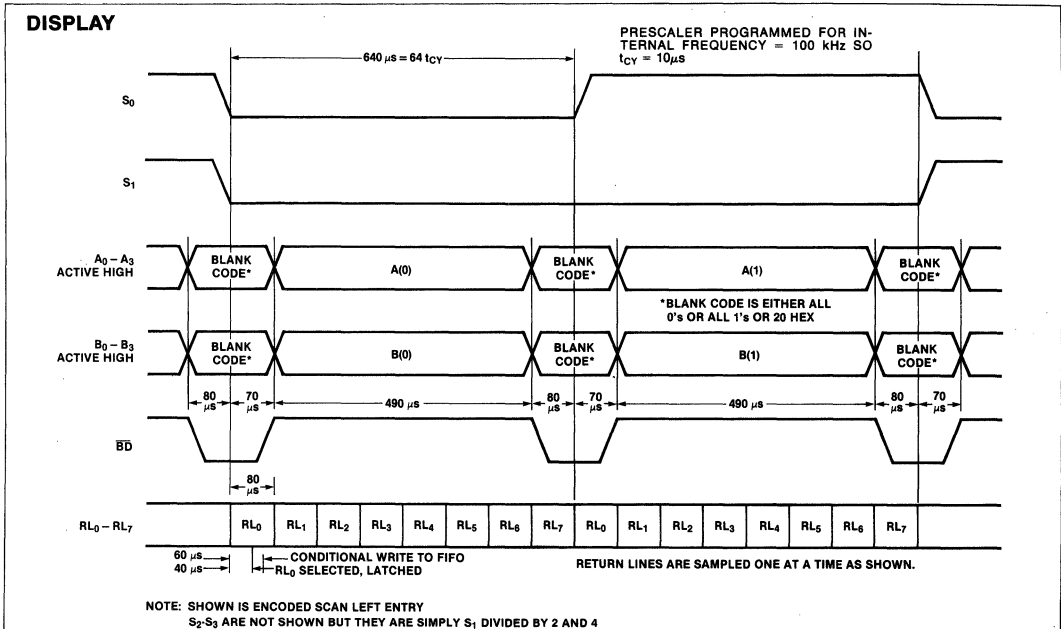 DISPLAY
PRESCALER PROGRAMMED FOR IN-
TERNAL FREQUENCY = 100 kHz SO
tCY = 10μs
640 μs = 64 tCY
S0
S1
A0 – A3
ACTIVE HIGH
BLANK
CODE*
A(0)
BLANK
CODE*
A(1)
BLANK
CODE*
*BLANK CODE IS EITHER ALL
0's OR ALL 1's OR 20 HEX
B0 – B3
ACTIVE HIGH
BLANK
CODE*
B(0)
BLANK
CODE*
B(1)
BLANK
CODE*
80 μs
70 μs
490 μs
80 μs
70 μs
490 μs
80 μs
70 μs
BD
80 μs
RL0 – RL7
RL0 RL1 RL2 RL3 RL4 RL5 RL6 RL7 RL0 RL1 RL2 RL3 RL4 RL5 RL6 RL7
60 μs
CONDITIONAL WRITE TO FIFO
40 μs
RL0 SELECTED, LATCHED
RETURN LINES ARE SAMPLED ONE AT A TIME AS SHOWN.
NOTE: SHOWN IS ENCODED SCAN LEFT ENTRY
S2-S3 ARE NOT SHOWN BUT THEY ARE SIMPLY S1 DIVIDED BY 2 AND 4